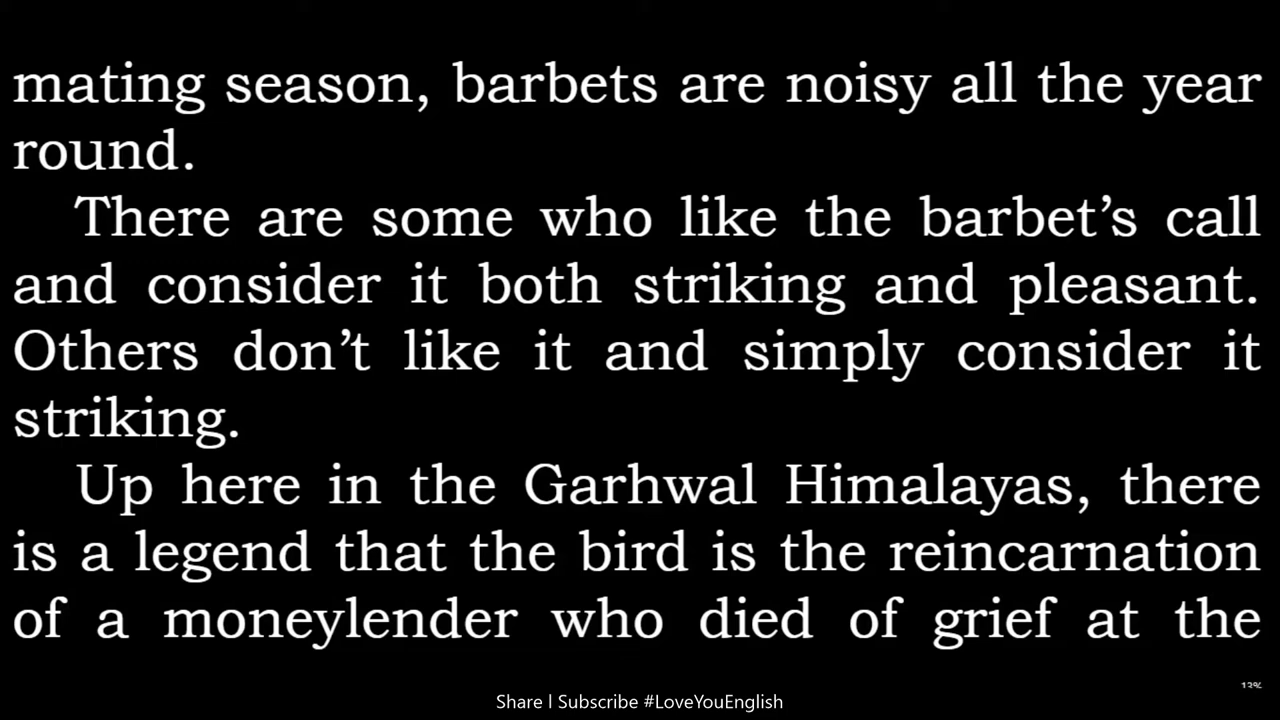 mating season, barbets are noisy all the year
round.
There are some who like the barbet’s call
and consider it both striking and pleasant.
Others don’t like it and simply consider it
striking.
Up here in the Garhwal Himalayas, there
is a legend that the bird is the reincarnation
of a moneylender who died of grief at the
13%
Share | Subscribe #LoveYouEnglish